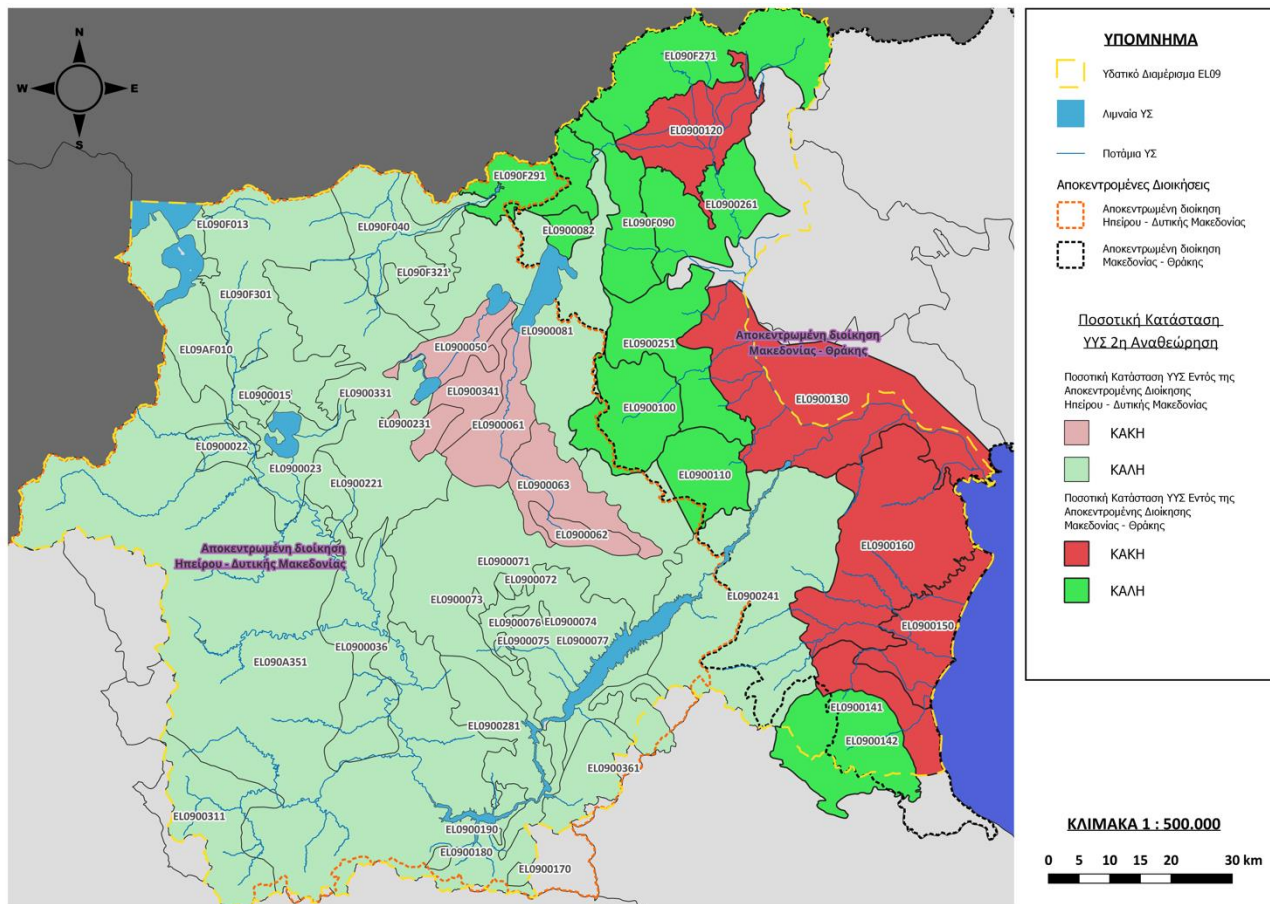 N
W
E
S
EL090F271
EL0900120
EL090F291
EL0900261
EL090F013
EL090F040
EL0900082
EL090F090
EL090F321
EL090F301
EL0900081
EL09AF010
EL0900050
EL0900251
Αποκεντρωμένη διοίκηση
Μακεδονίας - Θράκης
EL0900015
EL0900331
EL0900341
EL0900130
EL0900231
EL0900061
EL0900100
EL0900022
EL0900023
EL0900221
EL0900110
EL0900063
EL0900062
EL0900160
Αποκεντρωμένη διοίκηση
Ηπείρου - Δυτικής Μακεδονίας
EL0900071
EL0900072
EL0900073
EL0900241
EL0900076
EL0900074
EL0900075
EL0900077
EL0900150
EL0900036
EL090A351
EL0900141
EL0900281
EL0900142
EL0900361
EL0900311
EL0900190
EL0900180
EL0900170
ΥΠΟΜΝΗΜΑ
Υδατικό Διαμέρισμα EL09
Λιμναία ΥΣ
Ποτάμια ΥΣ
Αποκεντρωμένες Διοικήσεις
Αποκεντρωμένη διοίκηση
Ηπείρου - Δυτικής Μακεδονίας
Αποκεντρωμένη διοίκηση
Μακεδονίας - Θράκης
Ποσοτική Κατάσταση
ΥΥΣ 2η Αναθεώρηση
Ποσοτική Κατάσταση ΥΥΣ Εντός της
Αποκεντρωμένης Διοίκησης
Ηπείρου - Δυτικής Μακεδονίας
ΚΑΚΗ
ΚΑΛΗ
Ποσοτική Κατάσταση ΥΥΣ Εντός της
Αποκεντρωμένης Διοίκησης
Μακεδονίας - Θράκης
ΚΑΚΗ
ΚΑΛΗ
ΚΛΙΜΑΚΑ 1 : 500.000
0 5 10 15 20 30 km